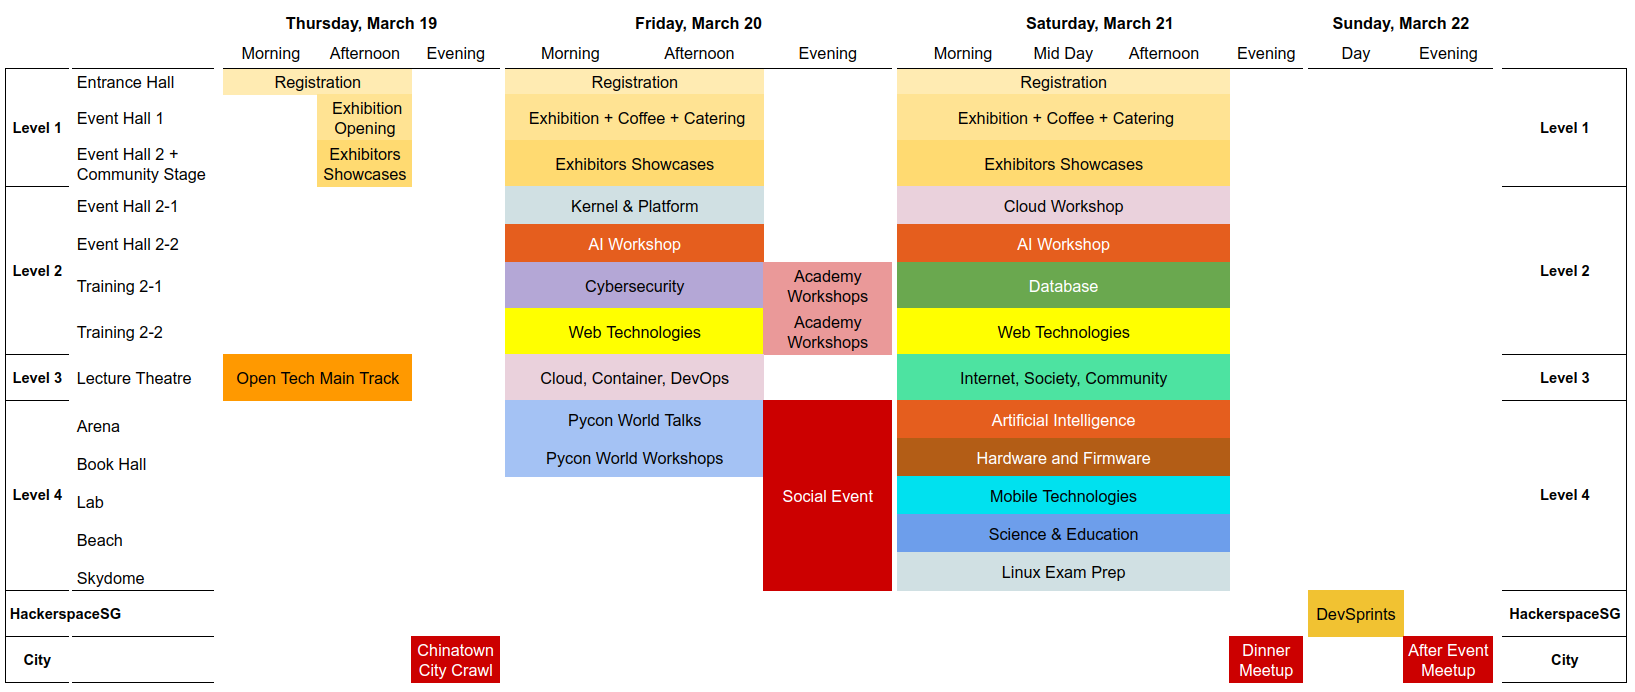 Thursday, March 19 Friday, March 20 Saturday, March 21 Sunday, March 22
Morning Afternoon Evening Morning Afternoon Evening Morning Mid Day Afternoon Evening Day Evening
Entrance Hall Registration Registration Registration
Level 1 Event Hall 1 Exhibition Opening Exhibition + Coffee + Catering Exhibition + Coffee + Catering Level 1
Event Hall 2 + Community Stage Exhibitors Showcases Exhibitors Showcases Exhibitors Showcases
Event Hall 2-1 Kernel & Platform Cloud Workshop
Event Hall 2-2 AI Workshop AI Workshop
Level 2 Training 2-1 Cybersecurity Academy Workshops Database Level 2
Training 2-2 Web Technologies Academy Workshops Web Technologies
Level 3 Lecture Theatre Open Tech Main Track Cloud, Container, DevOps Internet, Society, Community Level 3
Arena Pycon World Talks Artificial Intelligence
Book Hall Pycon World Workshops Hardware and Firmware
Level 4 Lab Social Event Mobile Technologies Level 4
Beach Science & Education
Skydome Linux Exam Prep
HackerspaceSG DevSprints HackerspaceSG
City Chinatown City Crawl Dinner Meetup After Event Meetup City